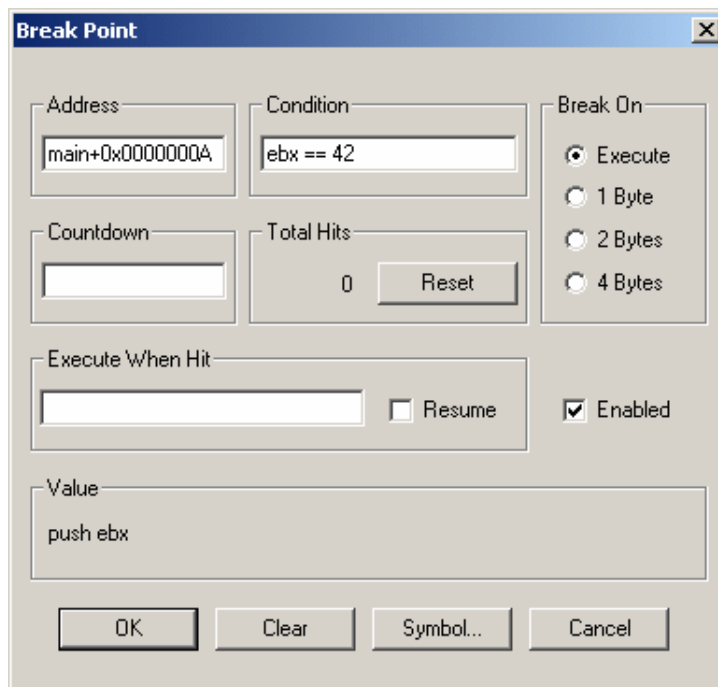 Break Point
Address
main+0x0000000A
Condition
ebx == 42
Break On
Execute
1 Byte
2 Bytes
4 Bytes
Countdown
Total Hits
0
Reset
Execute When Hit
Resume
Enabled
Value
push ebx
OK
Clear
Symbol...
Cancel